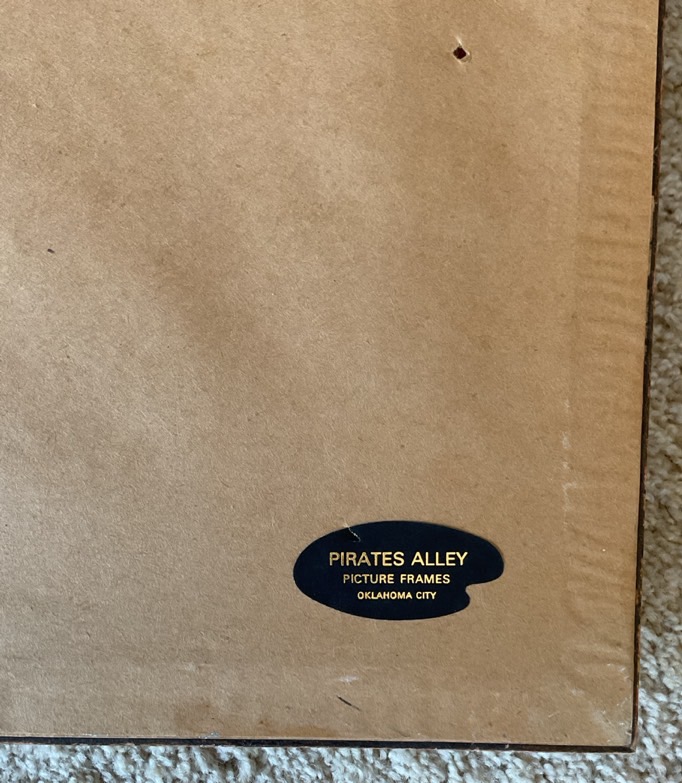 PIRATES ALLEY
PICTURE FRAMES
OKLAHOMA CITY